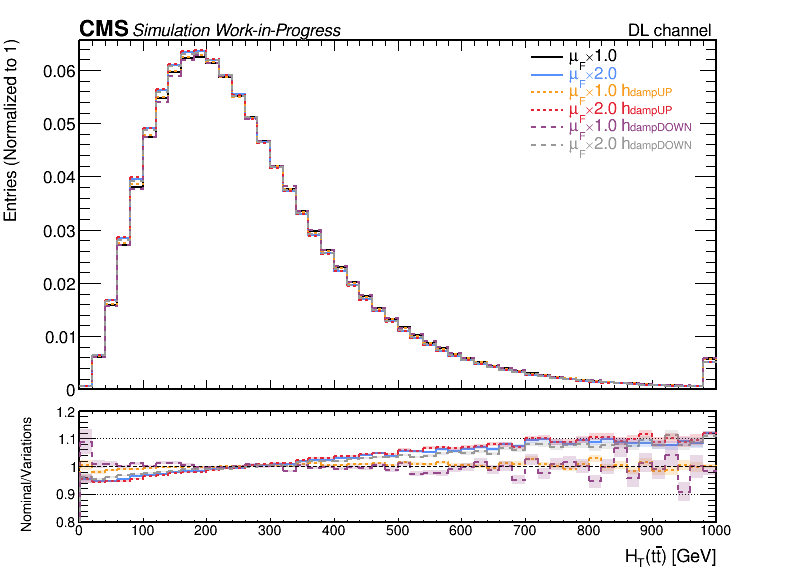 CMS Simulation Work-in-Progress DL channel
Entries (Normalized to 1)
0.06
0.05
0.04
0.03
0.02
0.01
0
μF×1.0
μF×2.0
μF×1.0 hdampUP
μF×2.0 hdampUP
μF×1.0 hdampDOWN
μF×2.0 hdampDOWN
Nominal/Variations
1.2
1.1
1
0.9
0.8
0 100 200 300 400 500 600 700 800 900 1000
HT(tt̄) [GeV]